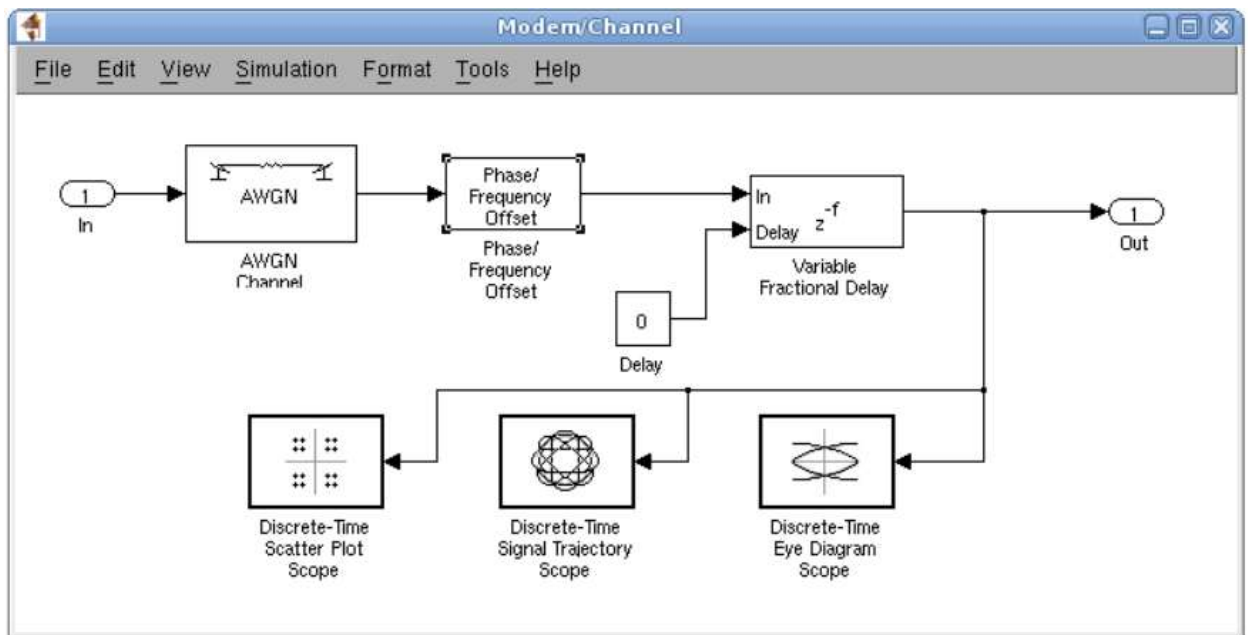 Modem/Channel
File Edit View Simulation Format Tools Help
1
In
AWGN
AWGN
Channel
Phase/
Frequency
Offset
Phase/
Frequency
Offset
In
Delay
z-f
Variable
Fractional Delay
1
Out
0
Delay
Discrete-Time
Scatter Plot
Scope
Discrete-Time
Signal Trajectory
Scope
Discrete-Time
Eye Diagram
Scope